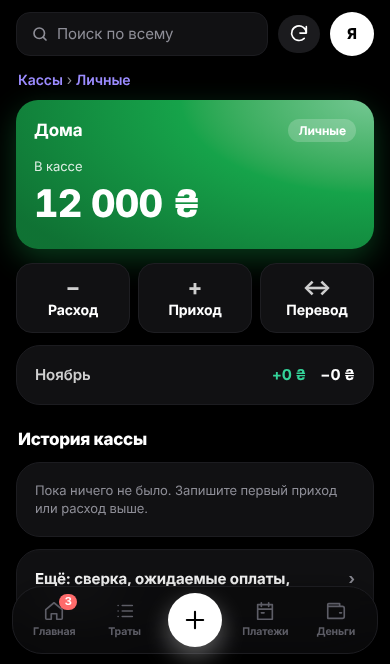 Поиск по всему
Я
Кассы › Личные
Дома
Личные
В кассе
12 000 ₴
−
+
↔
Расход
Приход
Перевод
Ноябрь
+0 ₴ −0 ₴
История кассы
Пока ничего не было. Запишите первый приход
или расход выше.
Ещё: сверка, ожидаемые оплаты, ›
3
+
Главная
Траты
Платежи
Деньги